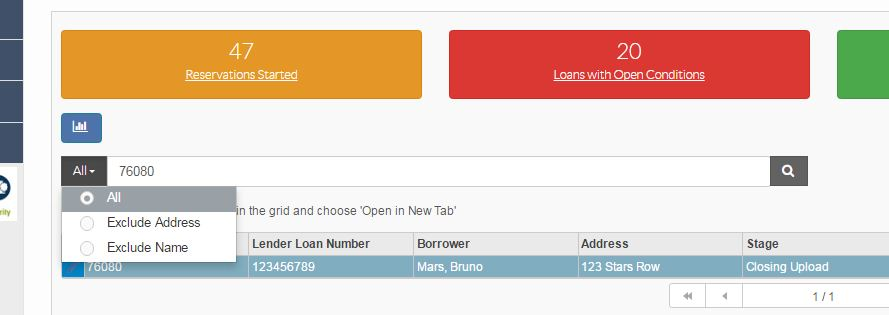 47
Reservations Started
20
Loans with Open Conditions
All
76080
All
Exclude Address
Exclude Name
in the grid and choose 'Open in New Tab'
Lender Loan Number Borrower Address Stage
76080 123456789 Mars, Bruno 123 Stars Row Closing Upload
1 / 1